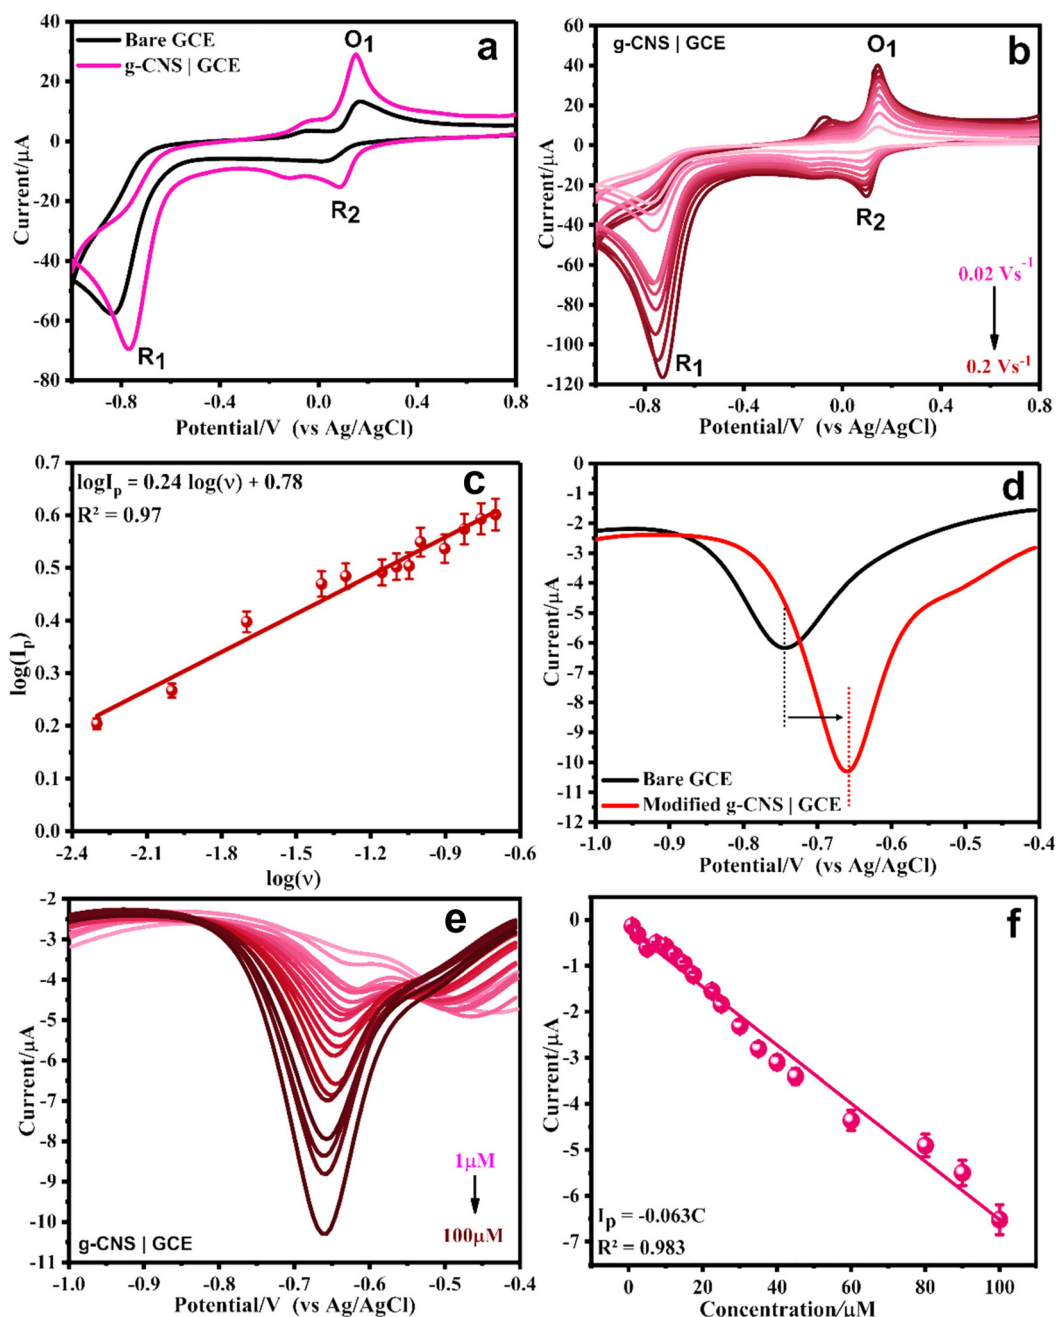 a
Bare GCE
g-CNS | GCE
O1
R2
R1
40
20
0
-20
-40
-60
-80
Current/μA
-0.8
-0.4
0.0
0.4
0.8
Potential/V (vs Ag/AgCl)
b
g-CNS | GCE
O1
R2
R1
0.02 Vs-1
0.2 Vs-1
60
40
20
0
-20
-40
-60
-80
-100
-120
Current/μA
-0.8
-0.4
0.0
0.4
0.8
Potential/V (vs Ag/AgCl)
c
logIp = 0.24 log(ν) + 0.78
R² = 0.97
0.7
0.6
0.5
0.4
0.3
0.2
0.1
0.0
log(Ip)
-2.4
-2.1
-1.8
-1.5
-1.2
-0.9
-0.6
log(ν)
d
0
-1
-2
-3
-4
-5
-6
-7
-8
-9
-10
-11
-12
Current/μA
Bare GCE
Modified g-CNS | GCE
-1.0
-0.9
-0.8
-0.7
-0.6
-0.5
-0.4
Potential/V (vs Ag/AgCl)
e
-2
-3
-4
-5
-6
-7
-8
-9
-10
-11
Current/μA
1μM
100μM
g-CNS | GCE
-1.0
-0.9
-0.8
-0.7
-0.6
-0.5
-0.4
Potential/V (vs Ag/AgCl)
f
0
-1
-2
-3
-4
-5
-6
-7
Current/μA
Ip = -0.063C
R² = 0.983
0
20
40
60
80
100
Concentration/μM